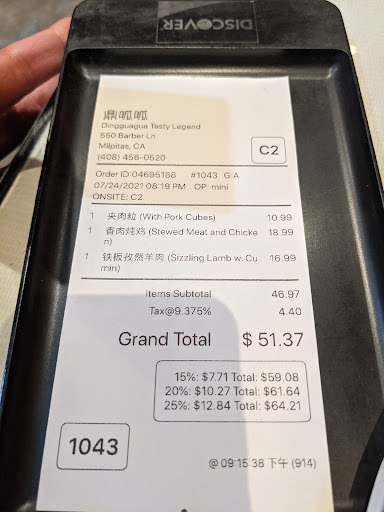 DISCOVER
鼎呱呱
Dingguague Tasty Legend
550 Barber Ln
Milpitas, CA
(408) 456-0520
C2
Order ID:04695188 #1043 G:A
07/24/2021 08:19 PM OP: mini
ONSITE: C2
1 夹肉粒 (With Pork Cubes) 10.99
1 香肉炖鸡 (Stewed Meat and Chicke 18.99
n)
1 铁板孜然羊肉 (Sizzling Lamb w. Cu 16.99
min)
Items Subtotal 46.97
Tax@9.375% 4.40
Grand Total $ 51.37
15%: $7.71 Total: $59.08
20%: $10.27 Total: $61.64
25%: $12.84 Total: $64.21
1043
@ 09:15:38 下午 (914)